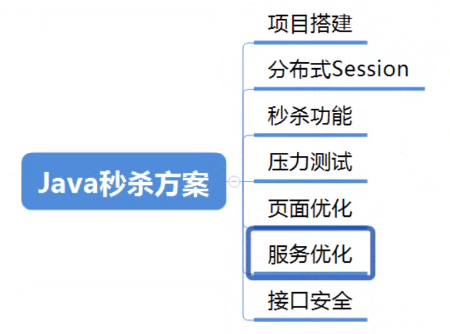 项目搭建
分布式Session
秒杀功能
压力测试
Java秒杀方案
页面优化
服务优化
接口安全